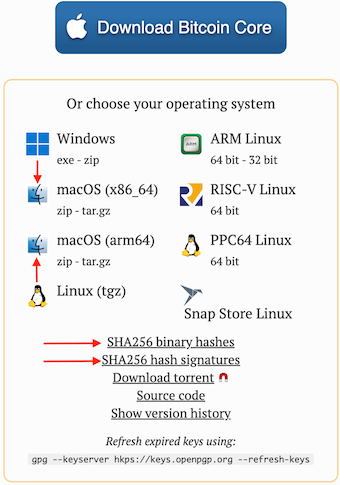 Download Bitcoin Core
Or choose your operating system
Windows
exe - zip
ARM Linux
64 bit - 32 bit
macOS (x86_64)
zip - tar.gz
RISC-V Linux
64 bit
macOS (arm64)
zip - tar.gz
PPC64 Linux
64 bit
Linux (tgz)
Snap Store Linux
SHA256 binary hashes
SHA256 hash signatures
Download torrent
Source code
Show version history
Refresh expired keys using:
gpg --keyserver hkps://keys.openpgp.org --refresh-keys